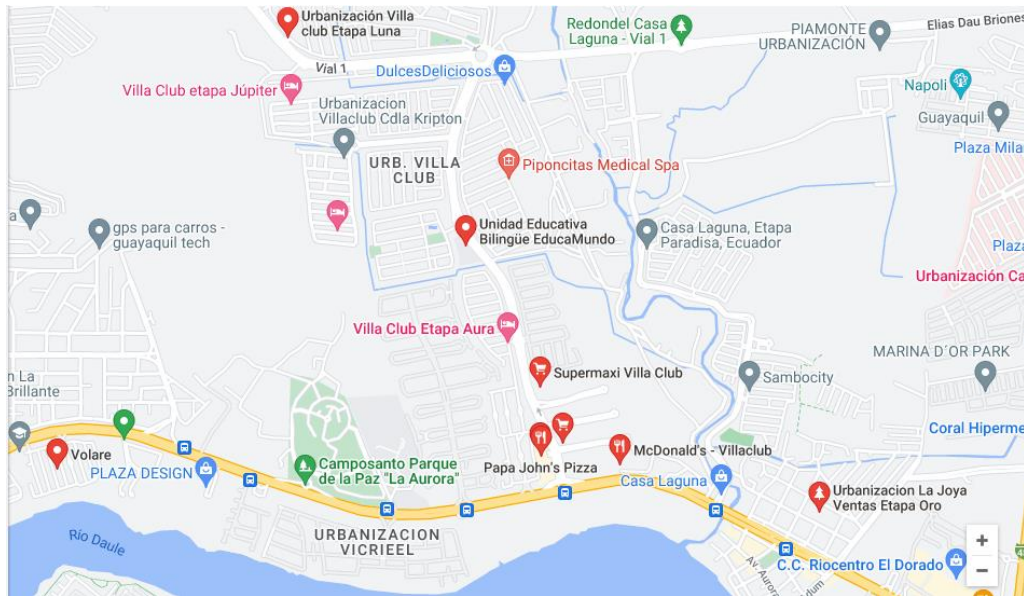 Urbanización Villa
club Etapa Luna
Redondel Casa
Laguna - Vial 1
PIAMONTE
URBANIZACIÓN
Elias Dau Briones
Vial 1
DulcesDeliciosos
Villa Club etapa Júpiter
Napoli
Urbanizacion
Villaclub Cdla Kripton
Guayaquil
Plaza Mila
URB. VILLA
CLUB
Piponcitas Medical Spa
a
gps para carros -
guayaquil tech
Unidad Educativa
Bilingüe EducaMundo
Casa Laguna, Etapa
Paradisa, Ecuador
Plaza
Urbanización Ca
Villa Club Etapa Aura
MARINA D´OR PARK
n La
Brillante
Supermaxi Villa Club
Sambocity
Coral Hiperme
Volare
PLAZA DESIGN
Camposanto Parque
de la Paz "La Aurora"
Papa John's Pizza
McDonald's - Villaclub
Casa Laguna
Urbanizacion La Joya
Ventas Etapa Oro
URBANIZACION
VICRIEEL
Río Daule
C.C. Riocentro El Dorado
Av. Aurora
+
−